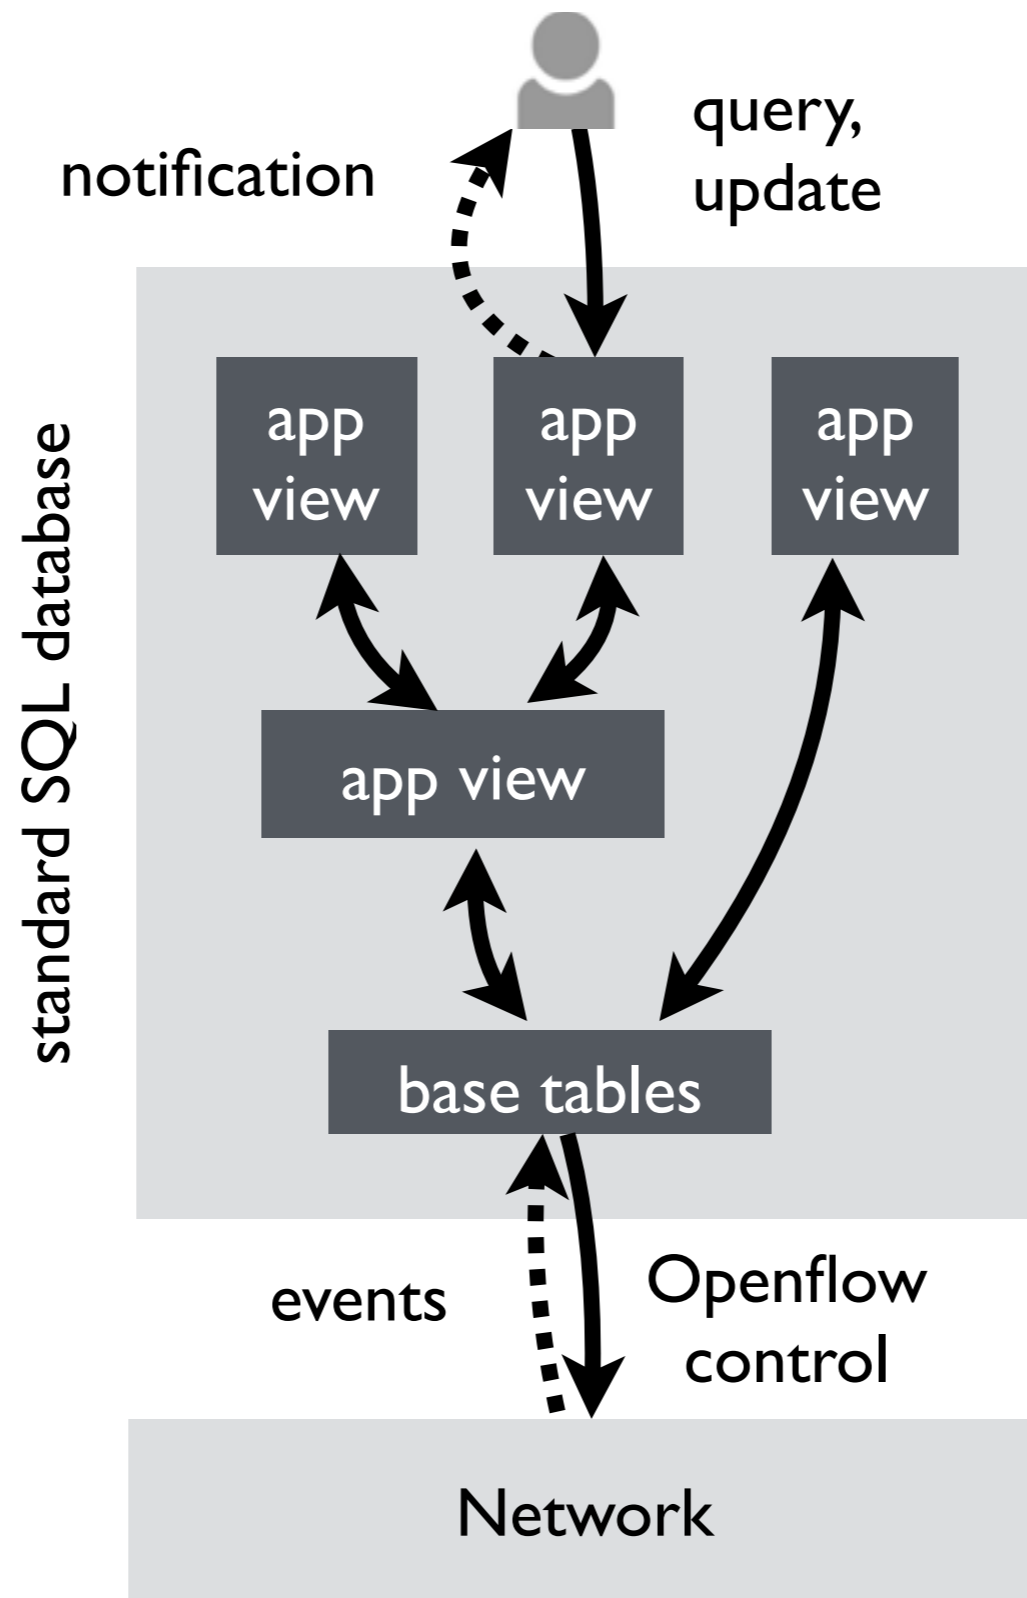 query,
update
notification
standard SQL database
app
view
app
view
app
view
app view
base tables
events
Openflow
control
Network